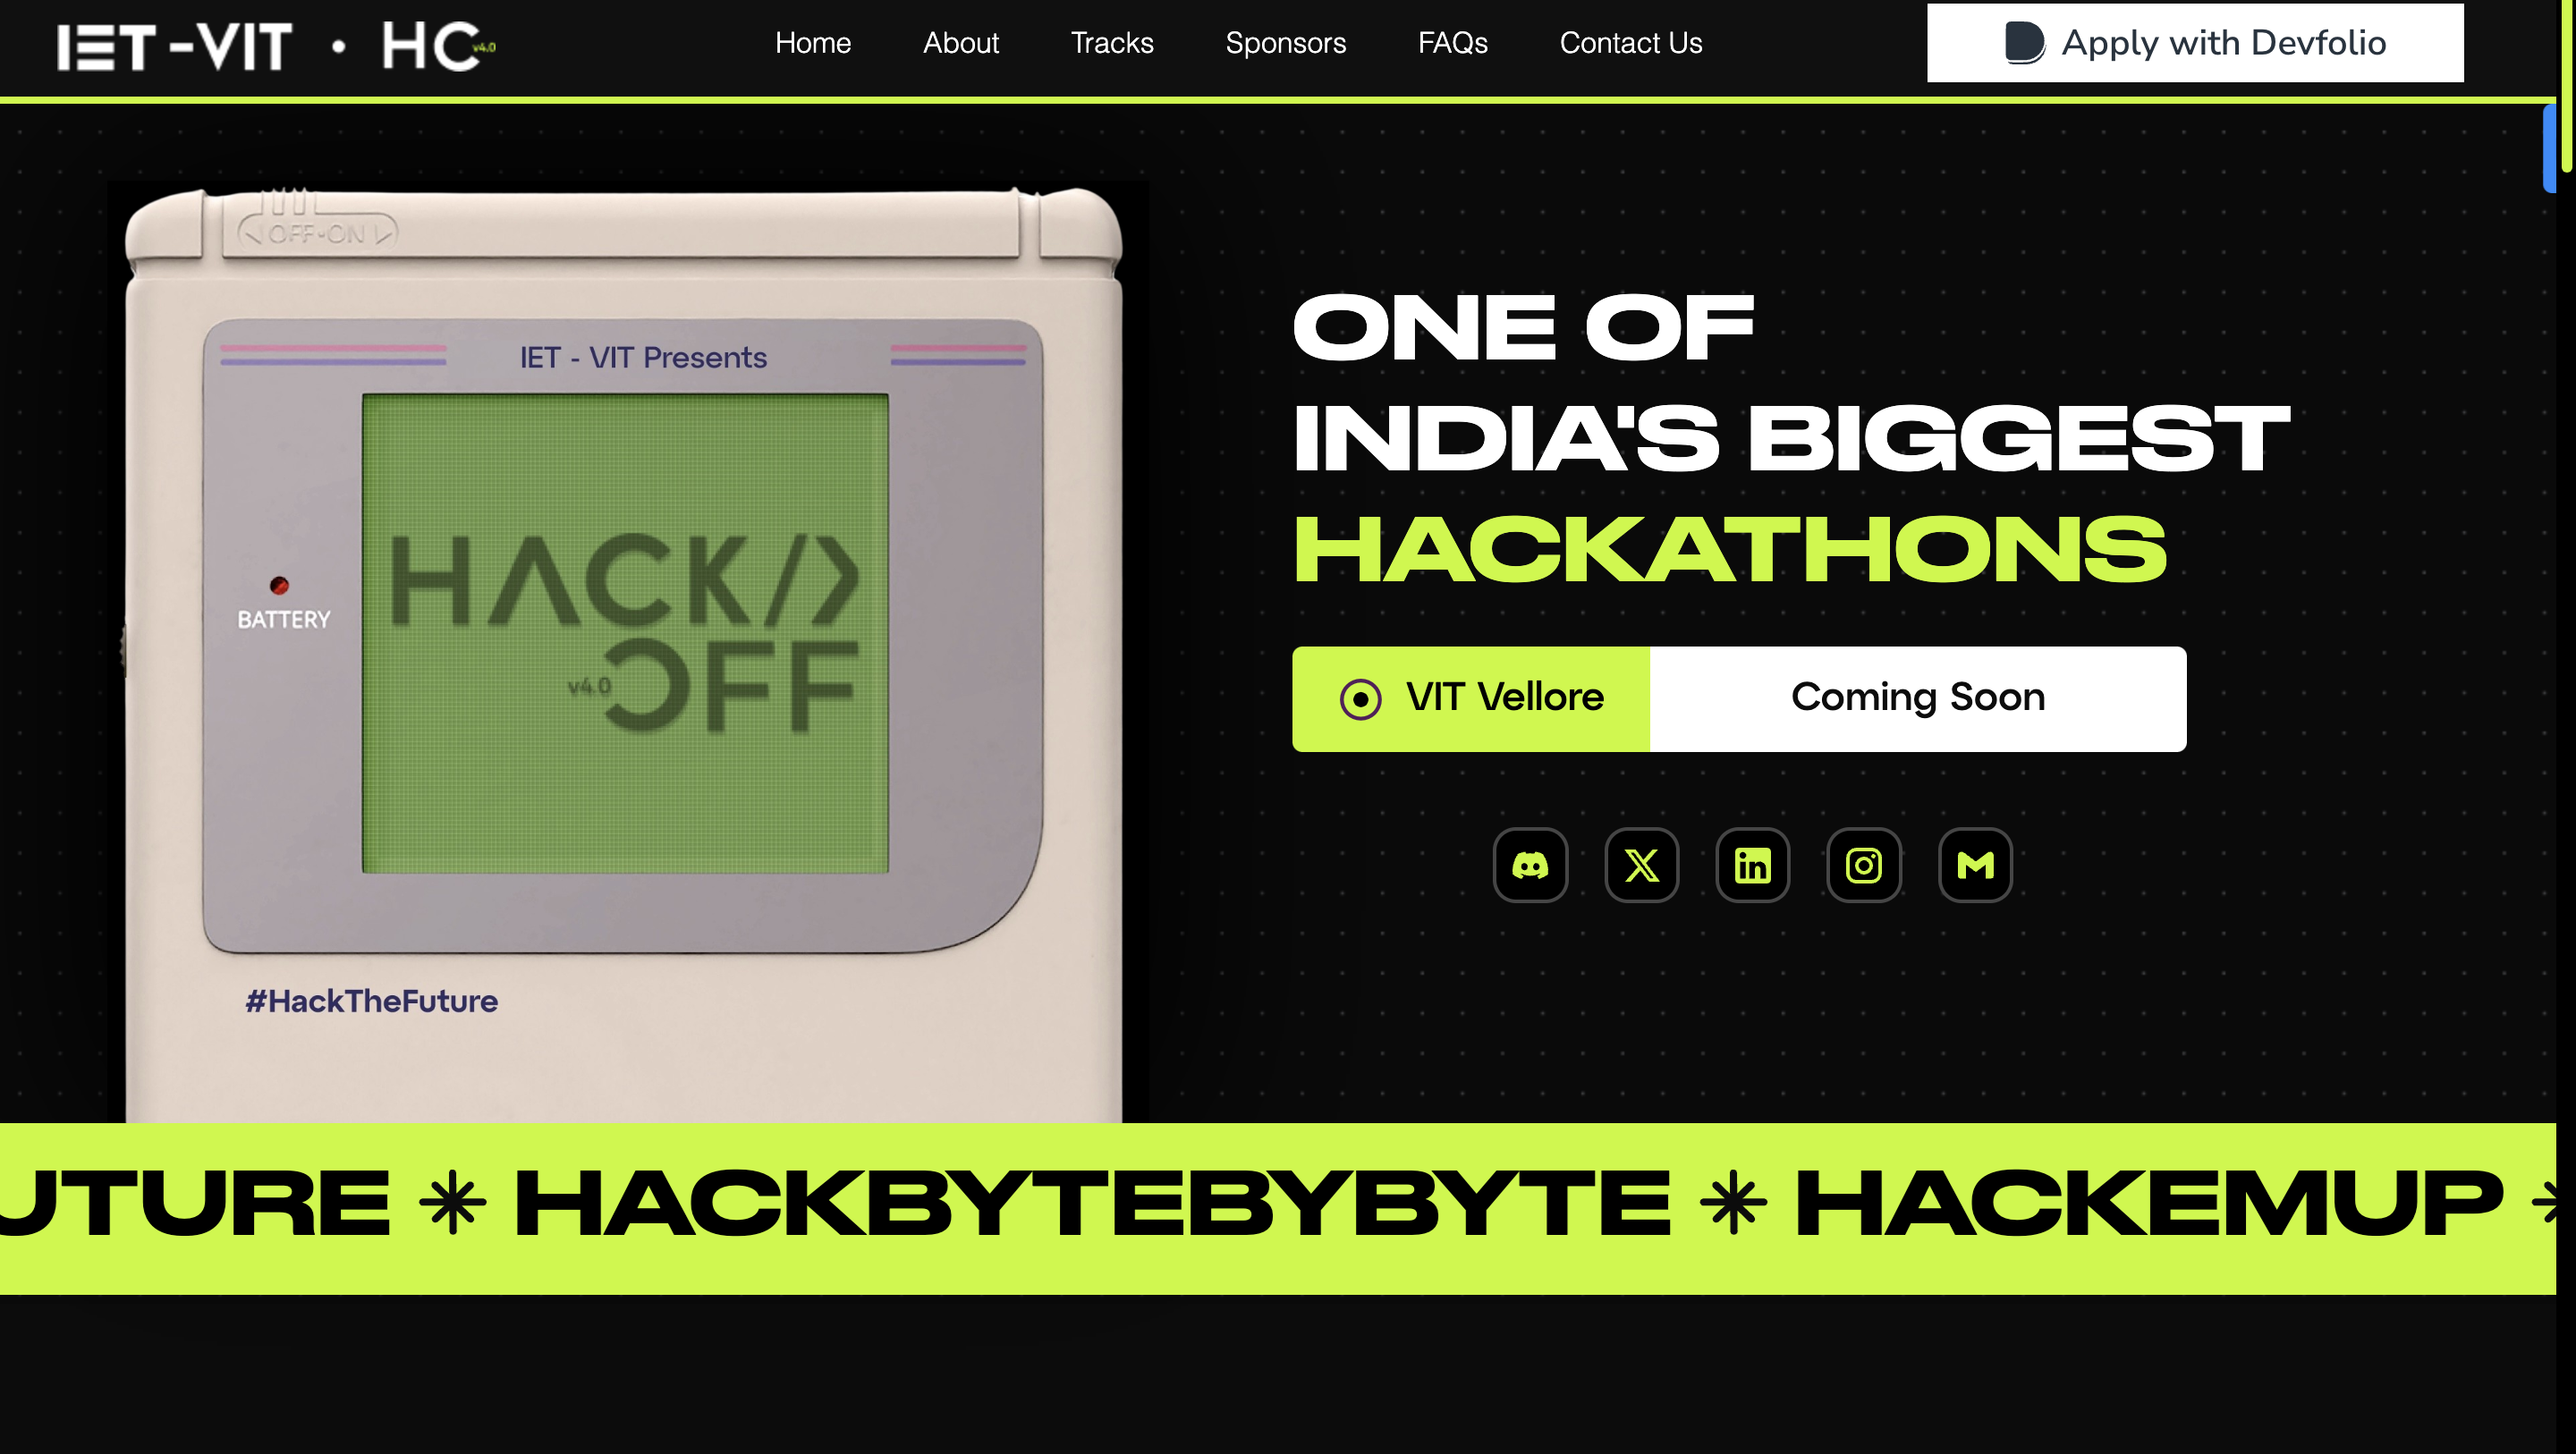 IET-VIT • HC v4.0
Home About Tracks Sponsors FAQs Contact Us
Apply with Devfolio
OFF•ON
IET - VIT Presents
BATTERY
HACK/>
v4.0 OFF
#HackTheFuture
ONE OF
INDIA'S BIGGEST
HACKATHONS
VIT Vellore
Coming Soon
UTURE ✳ HACKBYTEBYBYTE ✳ HACKEMUP ✳